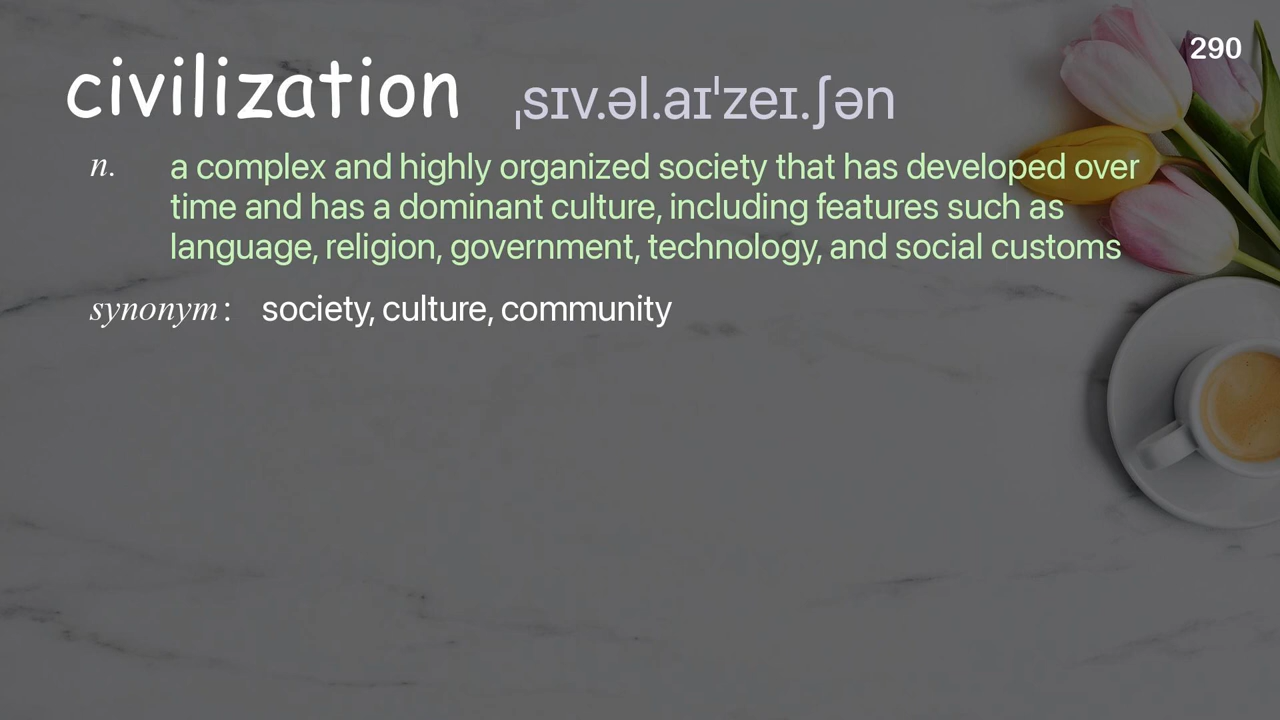 290
civilization ˌsɪv.əl.aɪˈzeɪ.ʃən
n. a complex and highly organized society that has developed over
time and has a dominant culture, including features such as
language, religion, government, technology, and social customs
synonym: society, culture, community